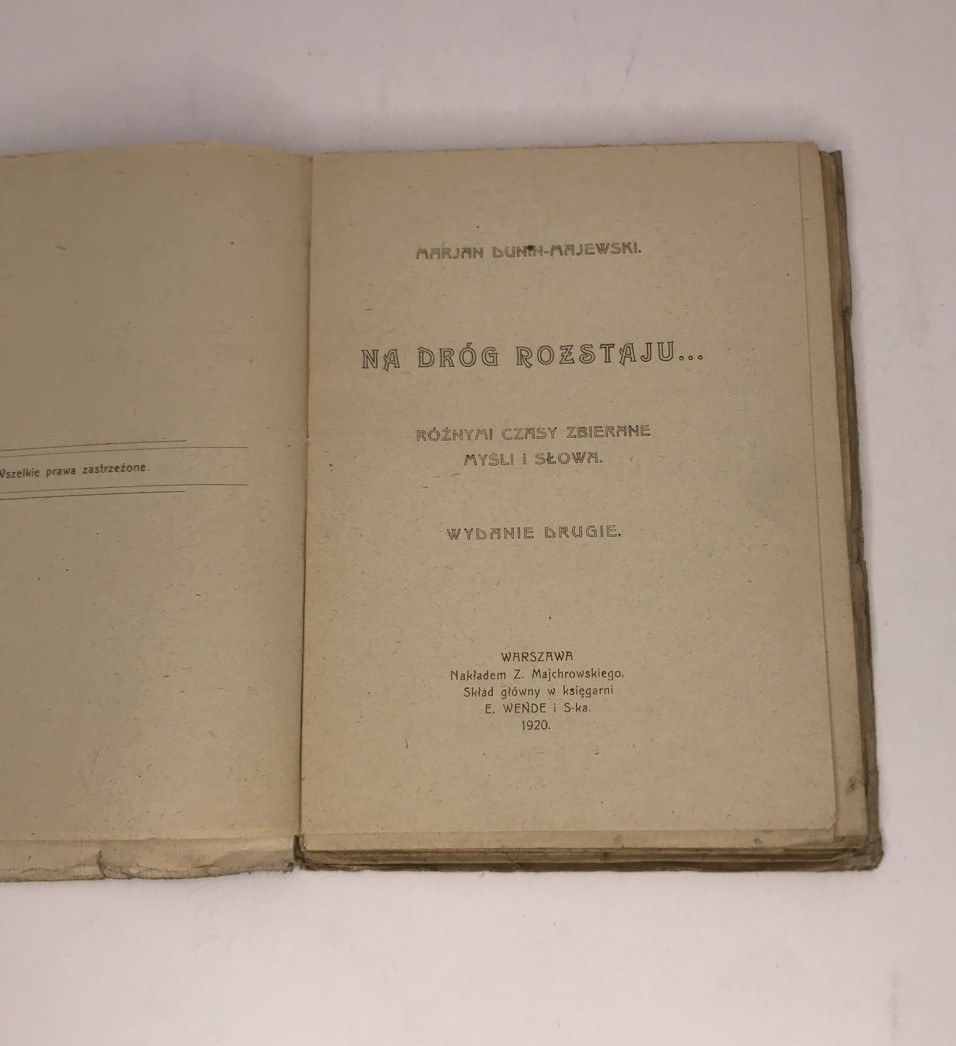 Wszelkie prawa zastrzeżone.
MARJAN DUNIN-MAJEWSKI.
NA DRÓG ROZSTAJU...
RÓŻNYMI CZASY ZBIERANE
MYŚLI I SŁOWA.
WYDANIE DRUGIE.
WARSZAWA
Nakładem Z. Majchrowskiego.
Skład główny w księgarni
E. WENDE i S-ka.
1920.